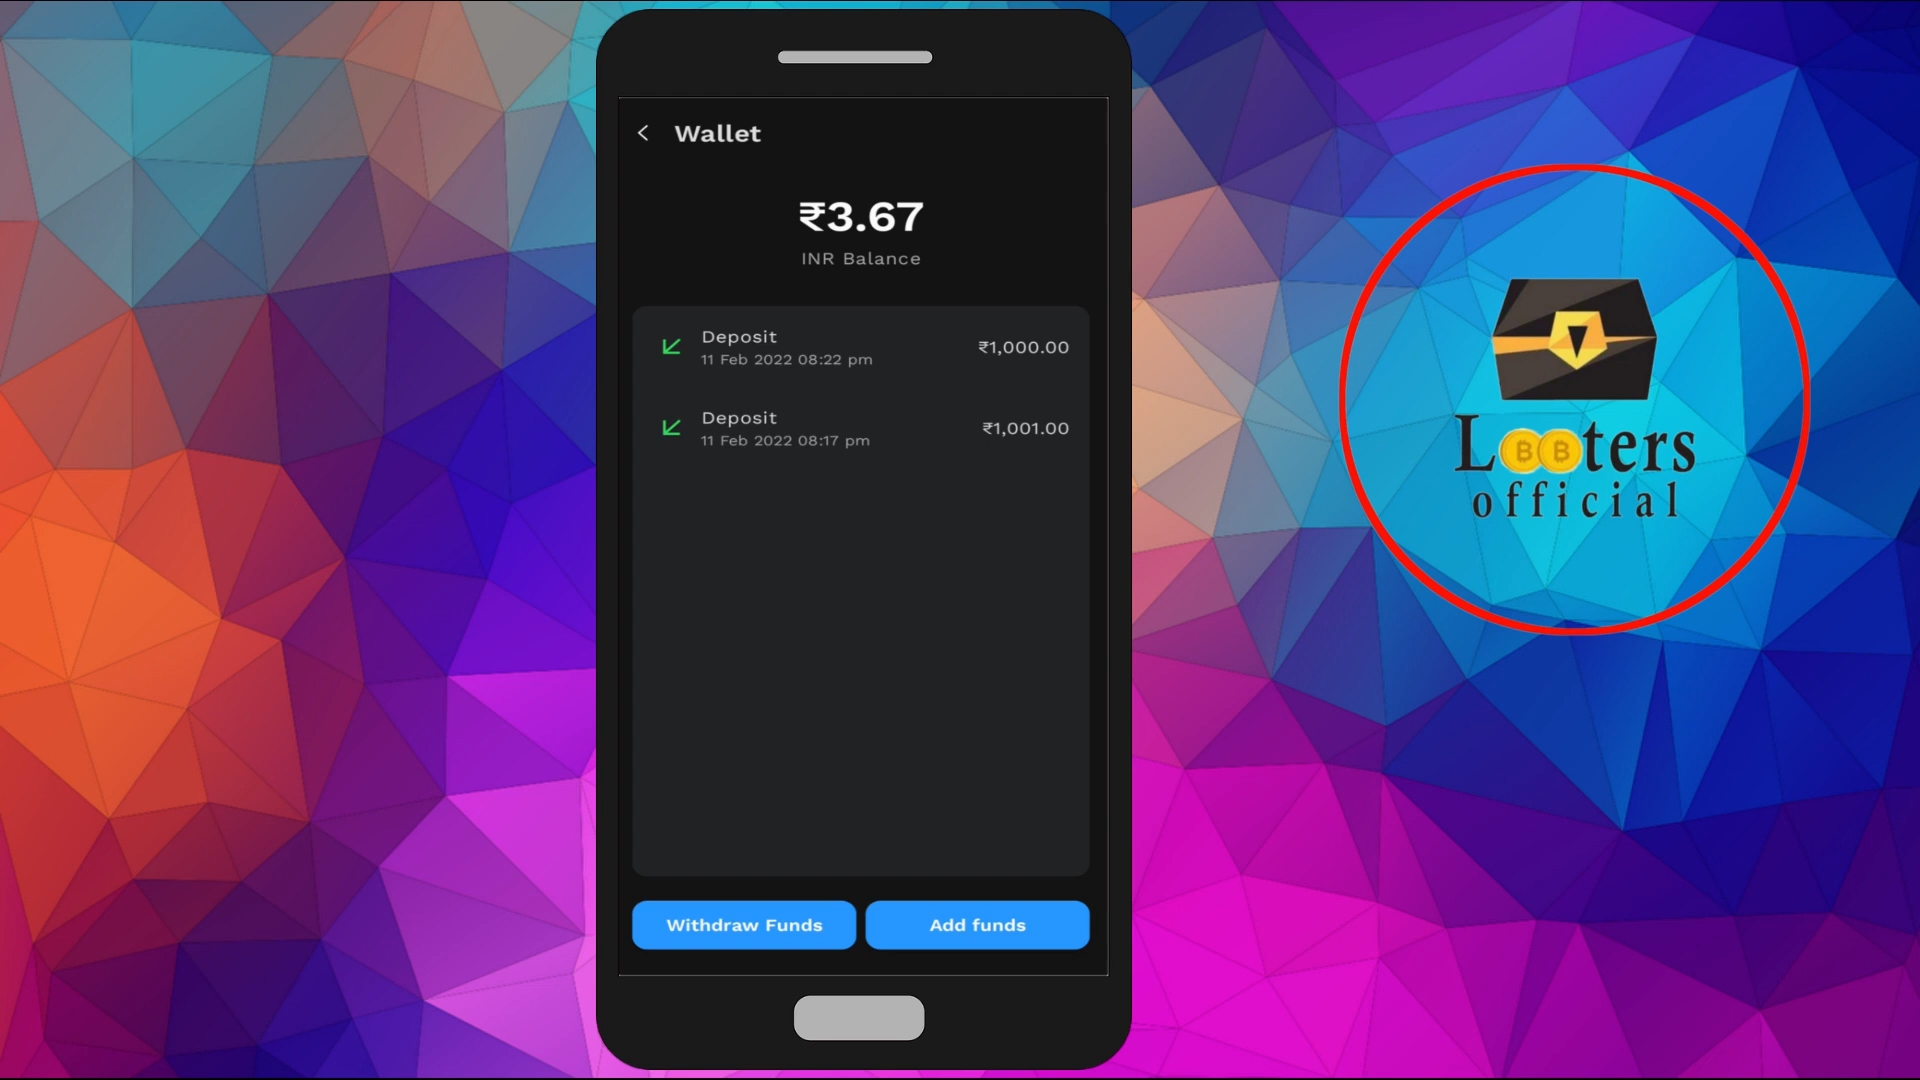 Wallet
₹3.67
INR Balance
Deposit
₹1,000.00
11 Feb 2022 08:22 pm
Deposit
₹1,001.00
11 Feb 2022 08:17 pm
Withdraw Funds
Add funds
Looters
official